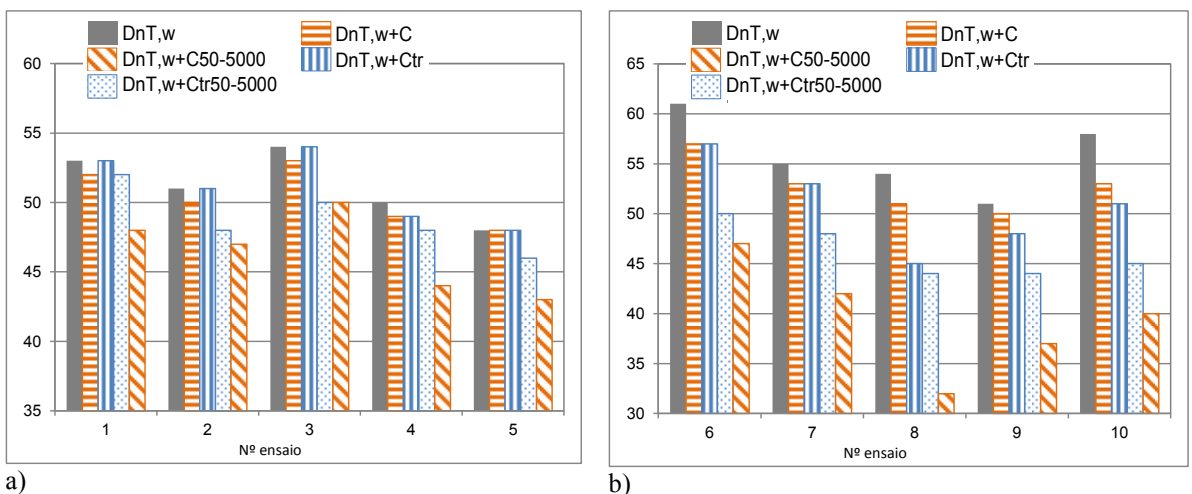 DnT,w DnT,w+C
DnT,w+C50-5000 DnT,w+Ctr
DnT,w+Ctr50-5000
60
55
50
45
40
35
1 2 3 4 5
Nº ensaio
a)
DnT,w DnT,w+C
DnT,w+C50-5000 DnT,w+Ctr
DnT,w+Ctr50-5000
65
60
55
50
45
40
35
30
6 7 8 9 10
Nº ensaio
b)